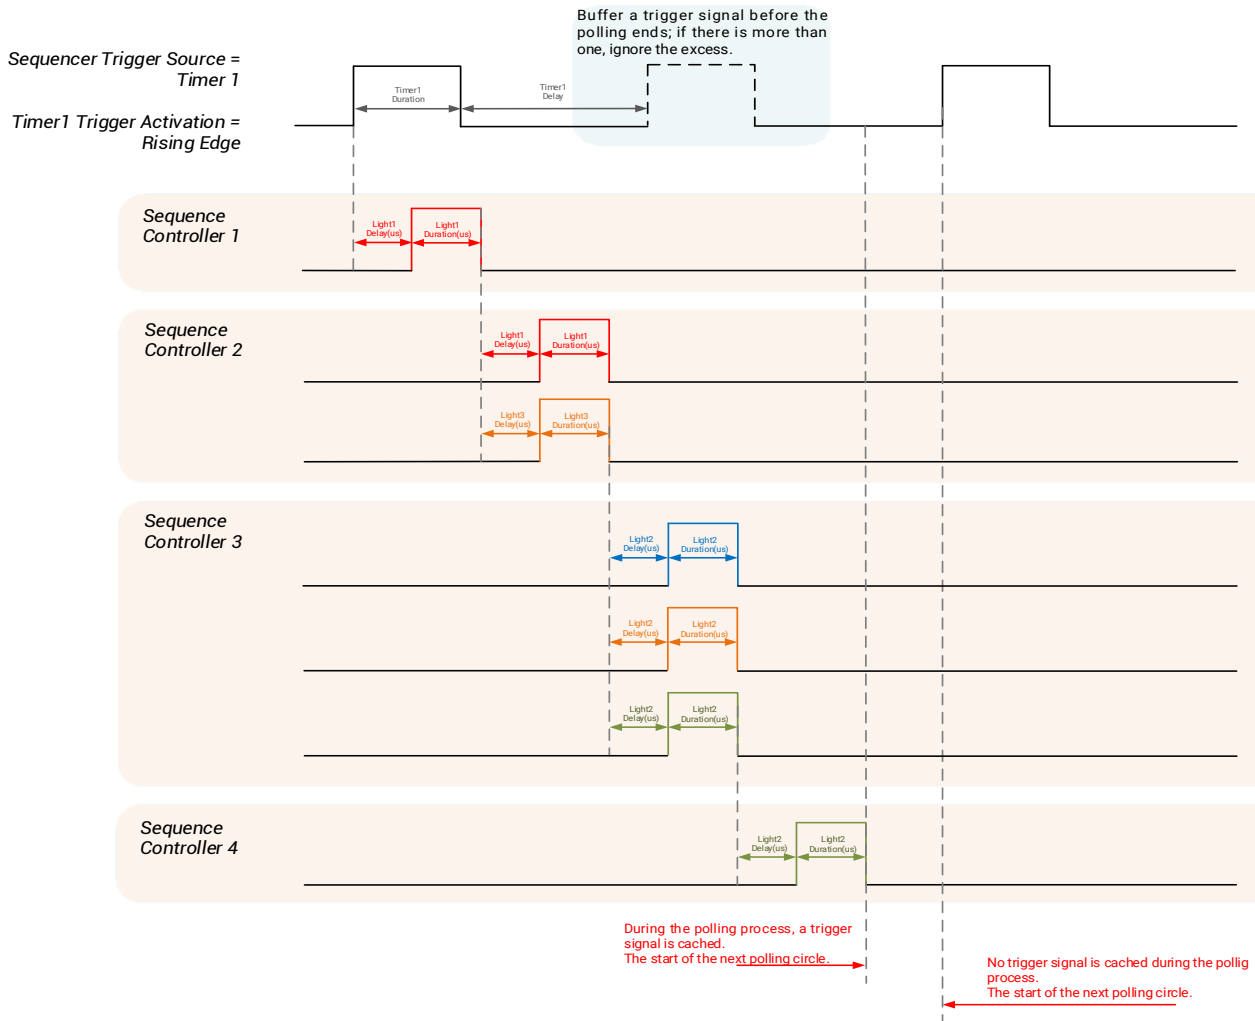 Buffer a trigger signal before the
polling ends; if there is more than
one, ignore the excess.
Sequencer Trigger Source =
Timer 1
Timer1
Duration
Timer1
Delay
Timer1 Trigger Activation =
Rising Edge
Sequence
Controller 1
Light1
Delay(us)
Light1
Duration(us)
Sequence
Controller 2
Light1
Delay(us)
Light1
Duration(us)
Light3
Delay(us)
Light3
Duration(us)
Sequence
Controller 3
Light2
Delay(us)
Light2
Duration(us)
Light2
Delay(us)
Light2
Duration(us)
Light2
Delay(us)
Light2
Duration(us)
Sequence
Controller 4
Light2
Delay(us)
Light2
Duration(us)
During the polling process, a trigger
signal is cached.
The start of the next polling circle.
No trigger signal is cached during the pollig
process.
The start of the next polling circle.